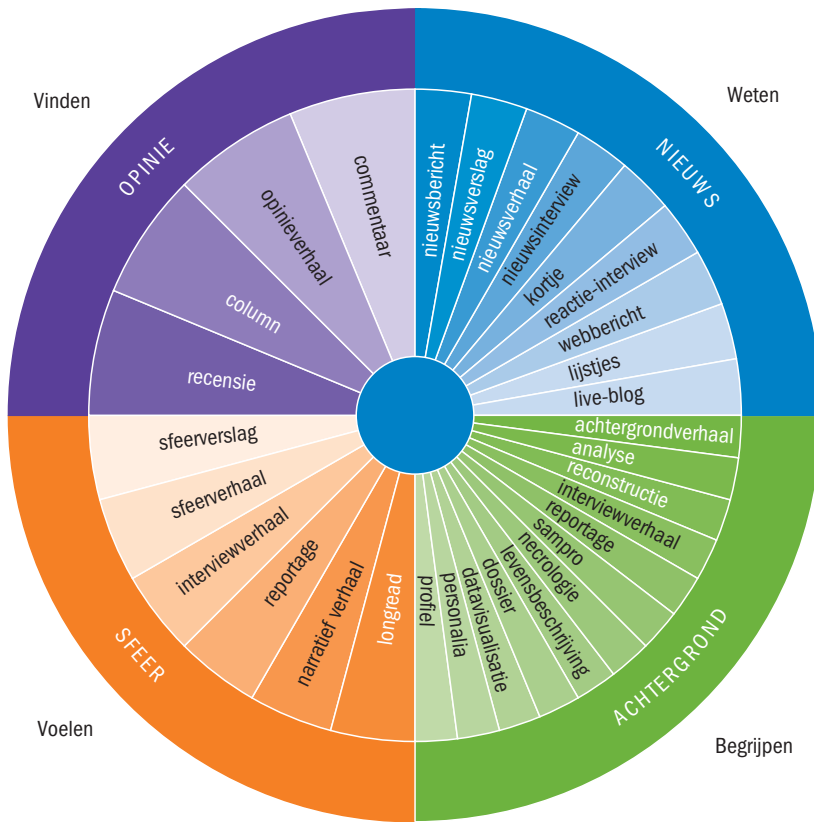 Vinden
Weten
OPINIE
NIEUWS
commentaar
opinieverhaal
column
recensie
nieuwsbericht
nieuwsverslag
nieuwsverhaal
nieuwsinterview
kortje
reactie-interview
webbericht
lijstjes
live-blog
achtergrondverhaal
analyse
reconstructie
interviewverhaal
reportage
sampro
necrologie
levensbeschrijving
dossier
datavisualisatie
personalia
profiel
sfeerverslag
sfeerverhaal
interviewverhaal
reportage
narratief verhaal
longread
SFEER
ACHTERGROND
Voelen
Begrijpen